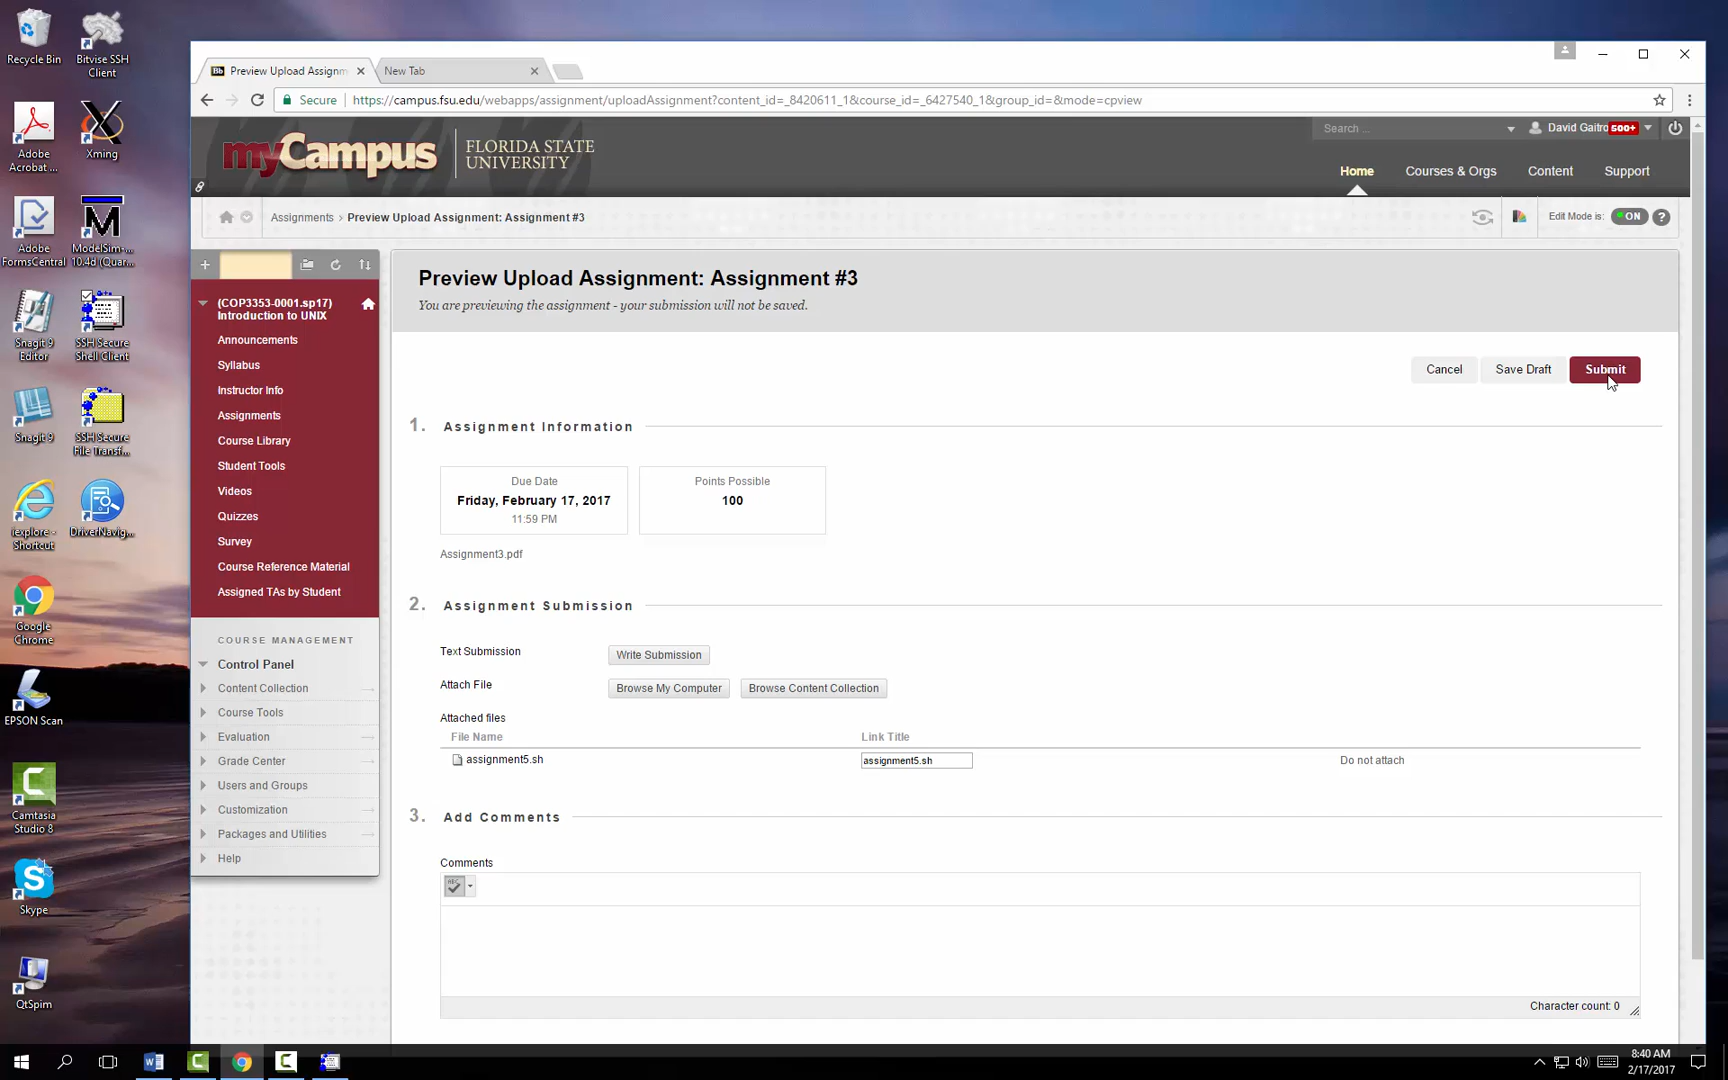 Recycle Bin
Bitvise SSH
Client
Adobe
Acrobat ...
Xming
Adobe
FormsCentral
ModelSim-...
10.4d (Quar...
Snagit 9
Editor
SSH Secure
Shell Client
Snagit 9
SSH Secure
File Transf...
iexplore -
Shortcut
DriverNavig...
Google
Chrome
EPSON Scan
Camtasia
Studio 8
Skype
QtSpim
Preview Upload Assignm
New Tab
Secure
https://campus.fsu.edu/webapps/assignment/uploadAssignment?content_id=_8420611_1&course_id=_6427540_1&group_id=&mode=cpview
myCampus
FLORIDA STATE
UNIVERSITY
Search ...
David Gaitro
500+
Home
Courses & Orgs
Content
Support
Assignments > Preview Upload Assignment: Assignment #3
Edit Mode is:
ON
?
(COP3353-0001.sp17)
Introduction to UNIX
Announcements
Syllabus
Instructor Info
Assignments
Course Library
Student Tools
Videos
Quizzes
Survey
Course Reference Material
Assigned TAs by Student
COURSE MANAGEMENT
Control Panel
Content Collection
Course Tools
Evaluation
Grade Center
Users and Groups
Customization
Packages and Utilities
Help
Preview Upload Assignment: Assignment #3
You are previewing the assignment - your submission will not be saved.
Cancel
Save Draft
Submit
1. Assignment Information
Due Date
Friday, February 17, 2017
11:59 PM
Points Possible
100
Assignment3.pdf
2. Assignment Submission
Text Submission
Write Submission
Attach File
Browse My Computer
Browse Content Collection
Attached files
File Name
Link Title
assignment5.sh
assignment5.sh
Do not attach
3. Add Comments
Comments
ABC
Character count: 0
8:40 AM
2/17/2017